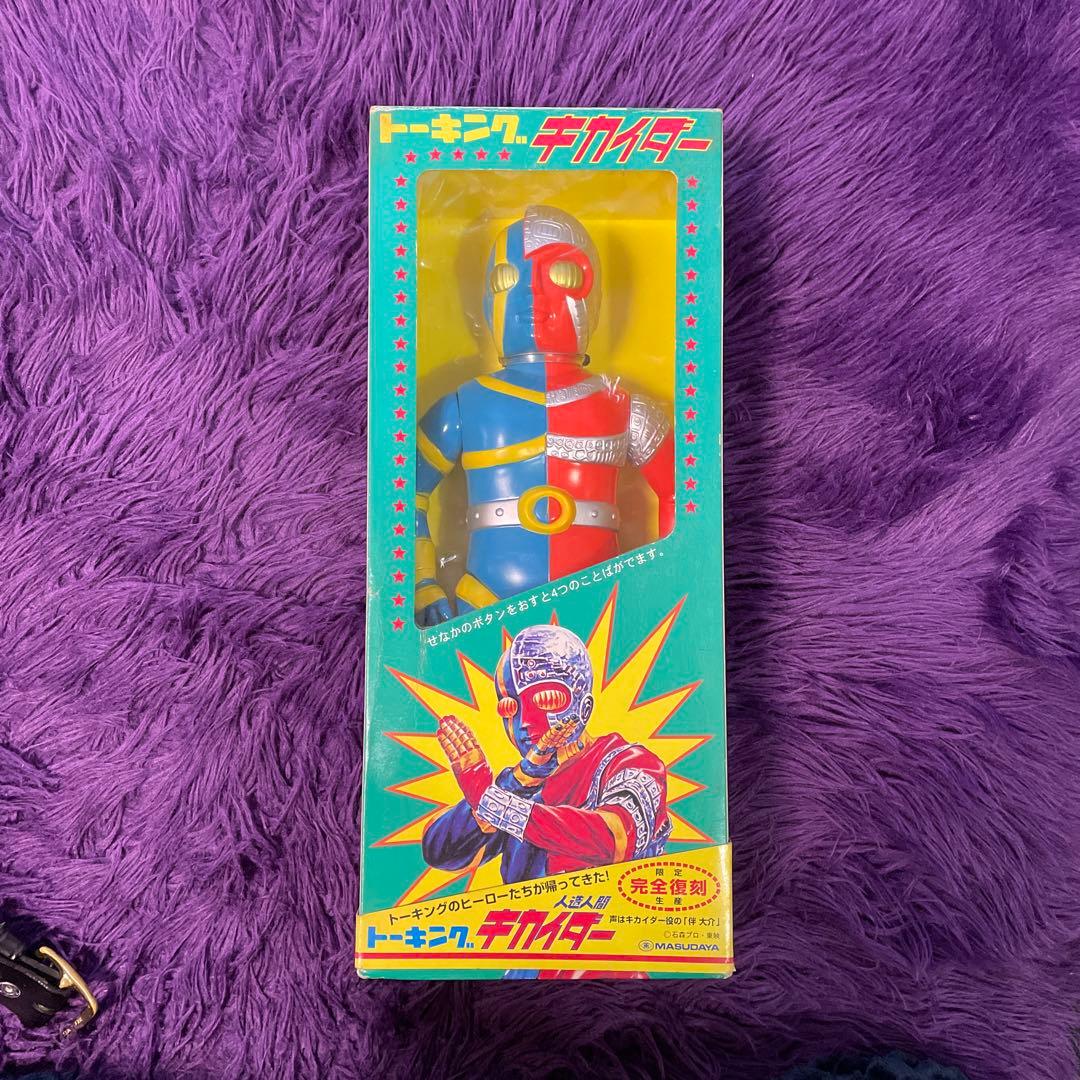 トーキング キカイダー
せなかのボタンをおすと4つのことばがでます。
トーキングのヒーローたちが帰ってきた!
限定
完全復刻
生産
人造人間
トーキング キカイダー
声はキカイダー役の「伴 大介」
©石森プロ・東映
MASUDAYA